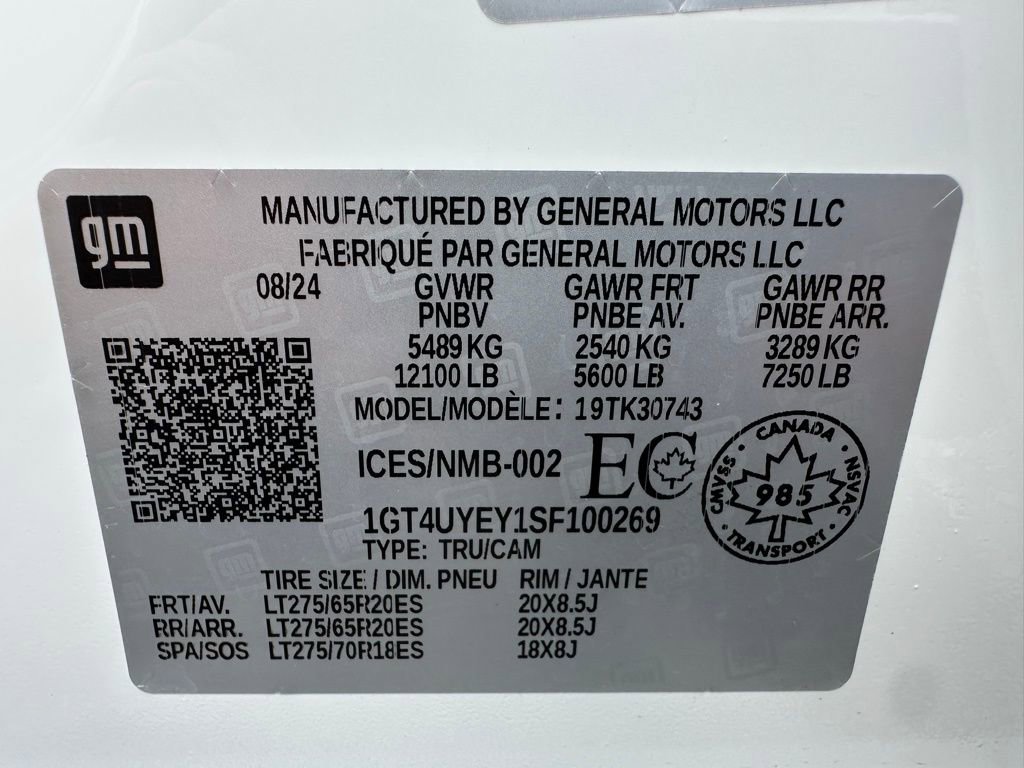 gm
MANUFACTURED BY GENERAL MOTORS LLC
FABRIQUÉ PAR GENERAL MOTORS LLC
08/24 GVWR GAWR FRT GAWR RR
PNBV PNBE AV. PNBE ARR.
5489 KG 2540 KG 3289 KG
12100 LB 5600 LB 7250 LB
MODEL/MODÈLE: 19TK30743
ICES/NMB-002 EC
CANADA
CMVSS · NSVAC
985
TRANSPORT
1GT4UYEY1SF100269
TYPE: TRU/CAM
TIRE SIZE / DIM. PNEU RIM / JANTE
FRT/AV. LT275/65R20ES 20X8.5J
RR/ARR. LT275/65R20ES 20X8.5J
SPA/SOS LT275/70R18ES 18X8J